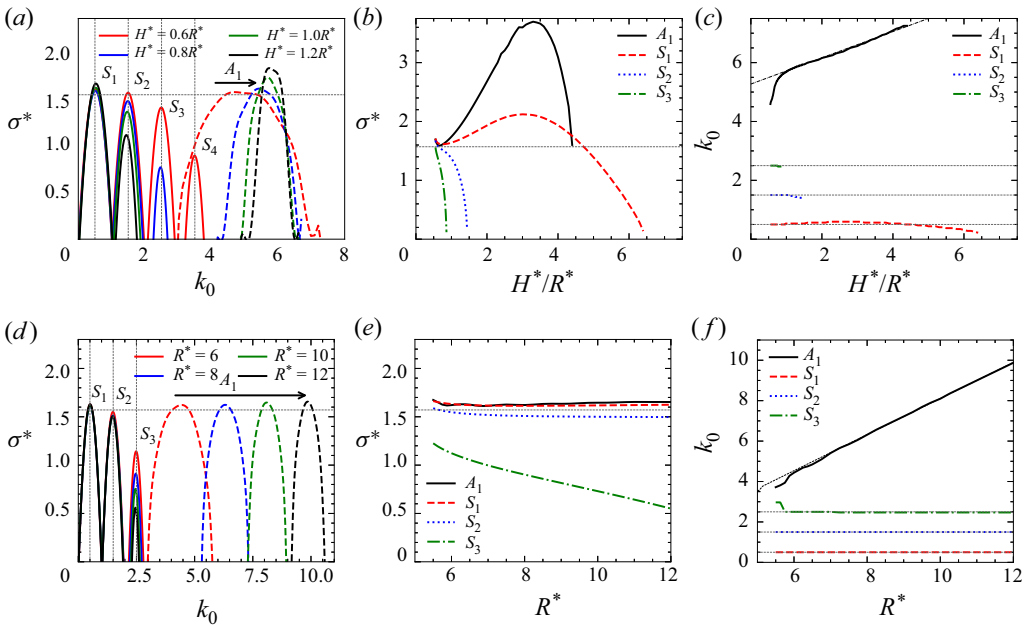 (a)
H* = 0.6R* H* = 1.0R*
H* = 0.8R* H* = 1.2R*
2.0
1.5
1.0
0.5
0
σ*
S₁ S₂ S₃ S₄ A₁
2 4 6 8
k₀
(b)
A₁
S₁
S₂
S₃
3
2
1
0
σ*
2 4 6
H*/R*
(c)
A₁
S₁
S₂
S₃
6
4
2
0
k₀
2 4 6
H*/R*
(d)
R* = 6 R* = 10
R* = 8 R* = 12
2.0
1.5
1.0
0.5
0
σ*
S₁ S₂ S₃ A₁
2.5 5.0 7.5 10.0
k₀
(e)
2.0
1.5
1.0
0.5
0
σ*
A₁
S₁
S₂
S₃
6 8 10 12
R*
(f)
A₁
S₁
S₂
S₃
10
8
6
4
2
0
k₀
6 8 10 12
R*